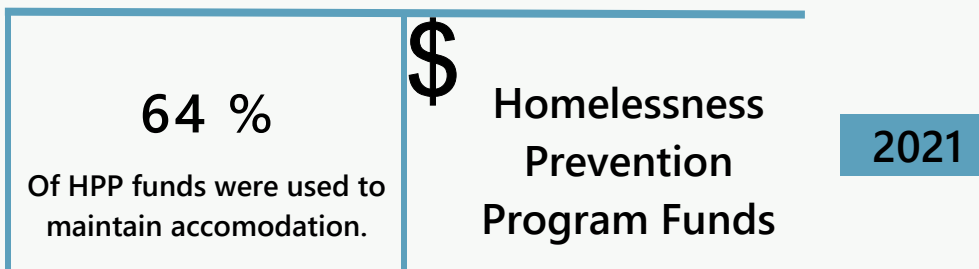 64 %
Of HPP funds were used to
maintain accomodation.
$
Homelessness
Prevention
Program Funds
2021